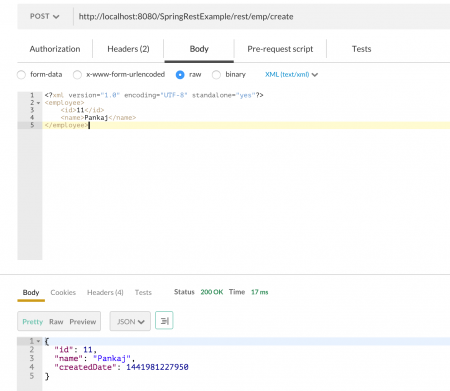 POST http://localhost:8080/SpringRestExample/rest/emp/create
Authorization Headers (2) Body Pre-request script Tests
form-data x-www-form-urlencoded raw binary XML (text/xml)
1 <?xml version="1.0" encoding="UTF-8" standalone="yes"?>
2 <employee>
3 <id>11</id>
4 <name>Pankaj</name>
5 </employee>
Body Cookies Headers (4) Tests Status 200 OK Time 17 ms
Pretty Raw Preview JSON
1 {
2 "id": 11,
3 "name": "Pankaj",
4 "createdDate": 1441981227950
5 }